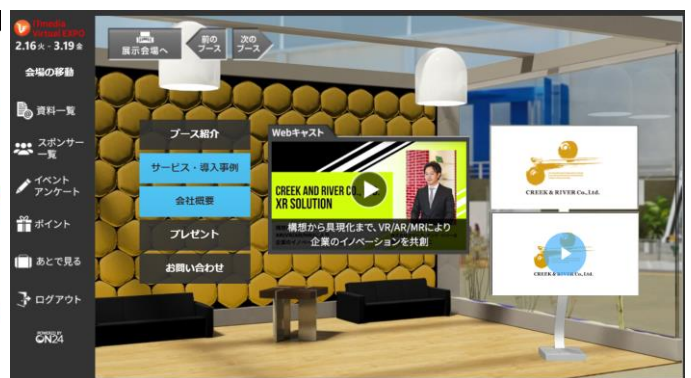 ITmedia
Virtual EXPO
2.16火 - 3.19金
会場の移動
資料一覧
スポンサー
一覧
イベント
アンケート
ポイント
あとで見る
ログアウト
POWERED BY
ON24
展示会場へ
前の
ブース
次の
ブース
ブース紹介
サービス・導入事例
会社概要
プレゼント
お問い合わせ
Webキャスト
CREEK AND RIVER CO.,
XR SOLUTION
構想から具現化まで、VR/AR/MRにより
企業のイノベーションを共創
CREEK & RIVER Co., Ltd.
CREEK & RIVER Co., Ltd.